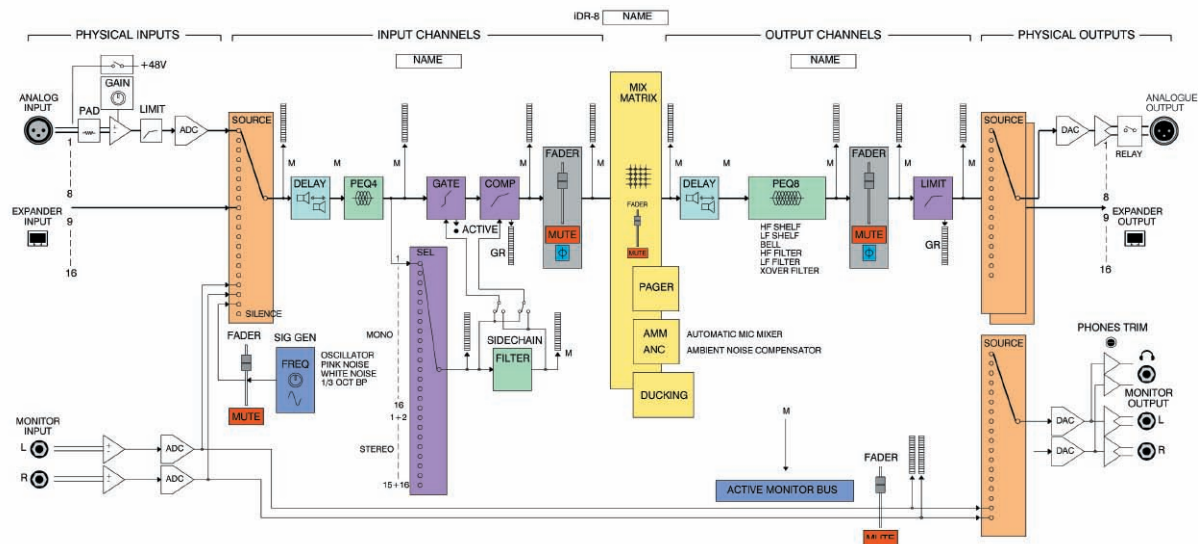 iDR-8 NAME
PHYSICAL INPUTS
INPUT CHANNELS
OUTPUT CHANNELS
PHYSICAL OUTPUTS
NAME
NAME
+48V
GAIN
ANALOG
INPUT
PAD
LIMIT
ADC
1
8
EXPANDER
INPUT
9
16
SOURCE
SILENCE
M
DELAY
M
PEQ4
M
GATE
ACTIVE
COMP
M
GR
FADER
MUTE
Φ
M
SEL
1
MONO
16
1+2
STEREO
15+16
SIDECHAIN
FILTER
M
FADER
MUTE
SIG GEN
FREQ
OSCILLATOR
PINK NOISE
WHITE NOISE
1/3 OCT BP
MONITOR
INPUT
L
R
ADC
ADC
MIX
MATRIX
FADER
MUTE
PAGER
AMM
ANC
AUTOMATIC MIC MIXER
AMBIENT NOISE COMPENSATOR
DUCKING
M
DELAY
PEQ8
HF SHELF
LF SHELF
BELL
HF FILTER
LF FILTER
XOVER FILTER
M
FADER
MUTE
Φ
LIMIT
M
GR
M
ACTIVE MONITOR BUS
FADER
MUTE
SOURCE
DAC
RELAY
ANALOGUE
OUTPUT
1
8
9
EXPANDER
OUTPUT
16
SOURCE
PHONES TRIM
DAC
DAC
MONITOR
OUTPUT
L
R